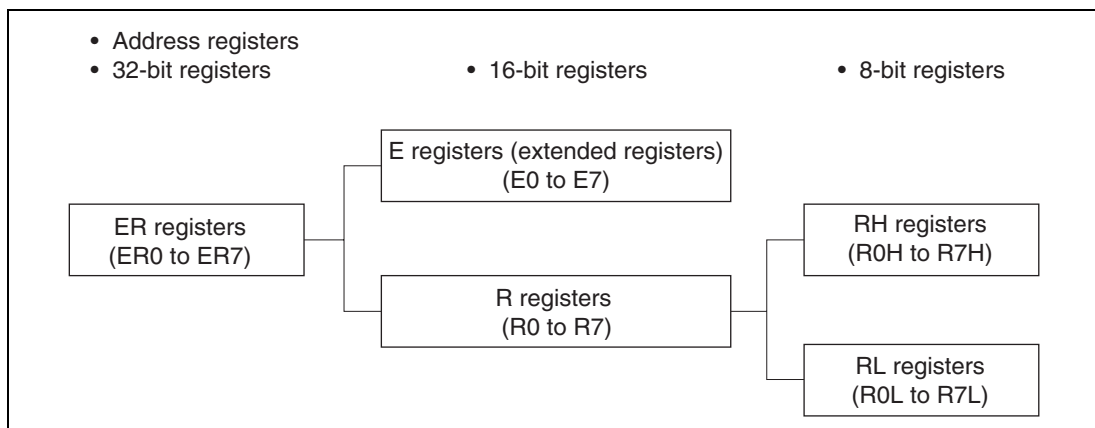 • Address registers
• 32-bit registers
• 16-bit registers
• 8-bit registers
E registers (extended registers)
(E0 to E7)
ER registers
(ER0 to ER7)
RH registers
(R0H to R7H)
R registers
(R0 to R7)
RL registers
(R0L to R7L)